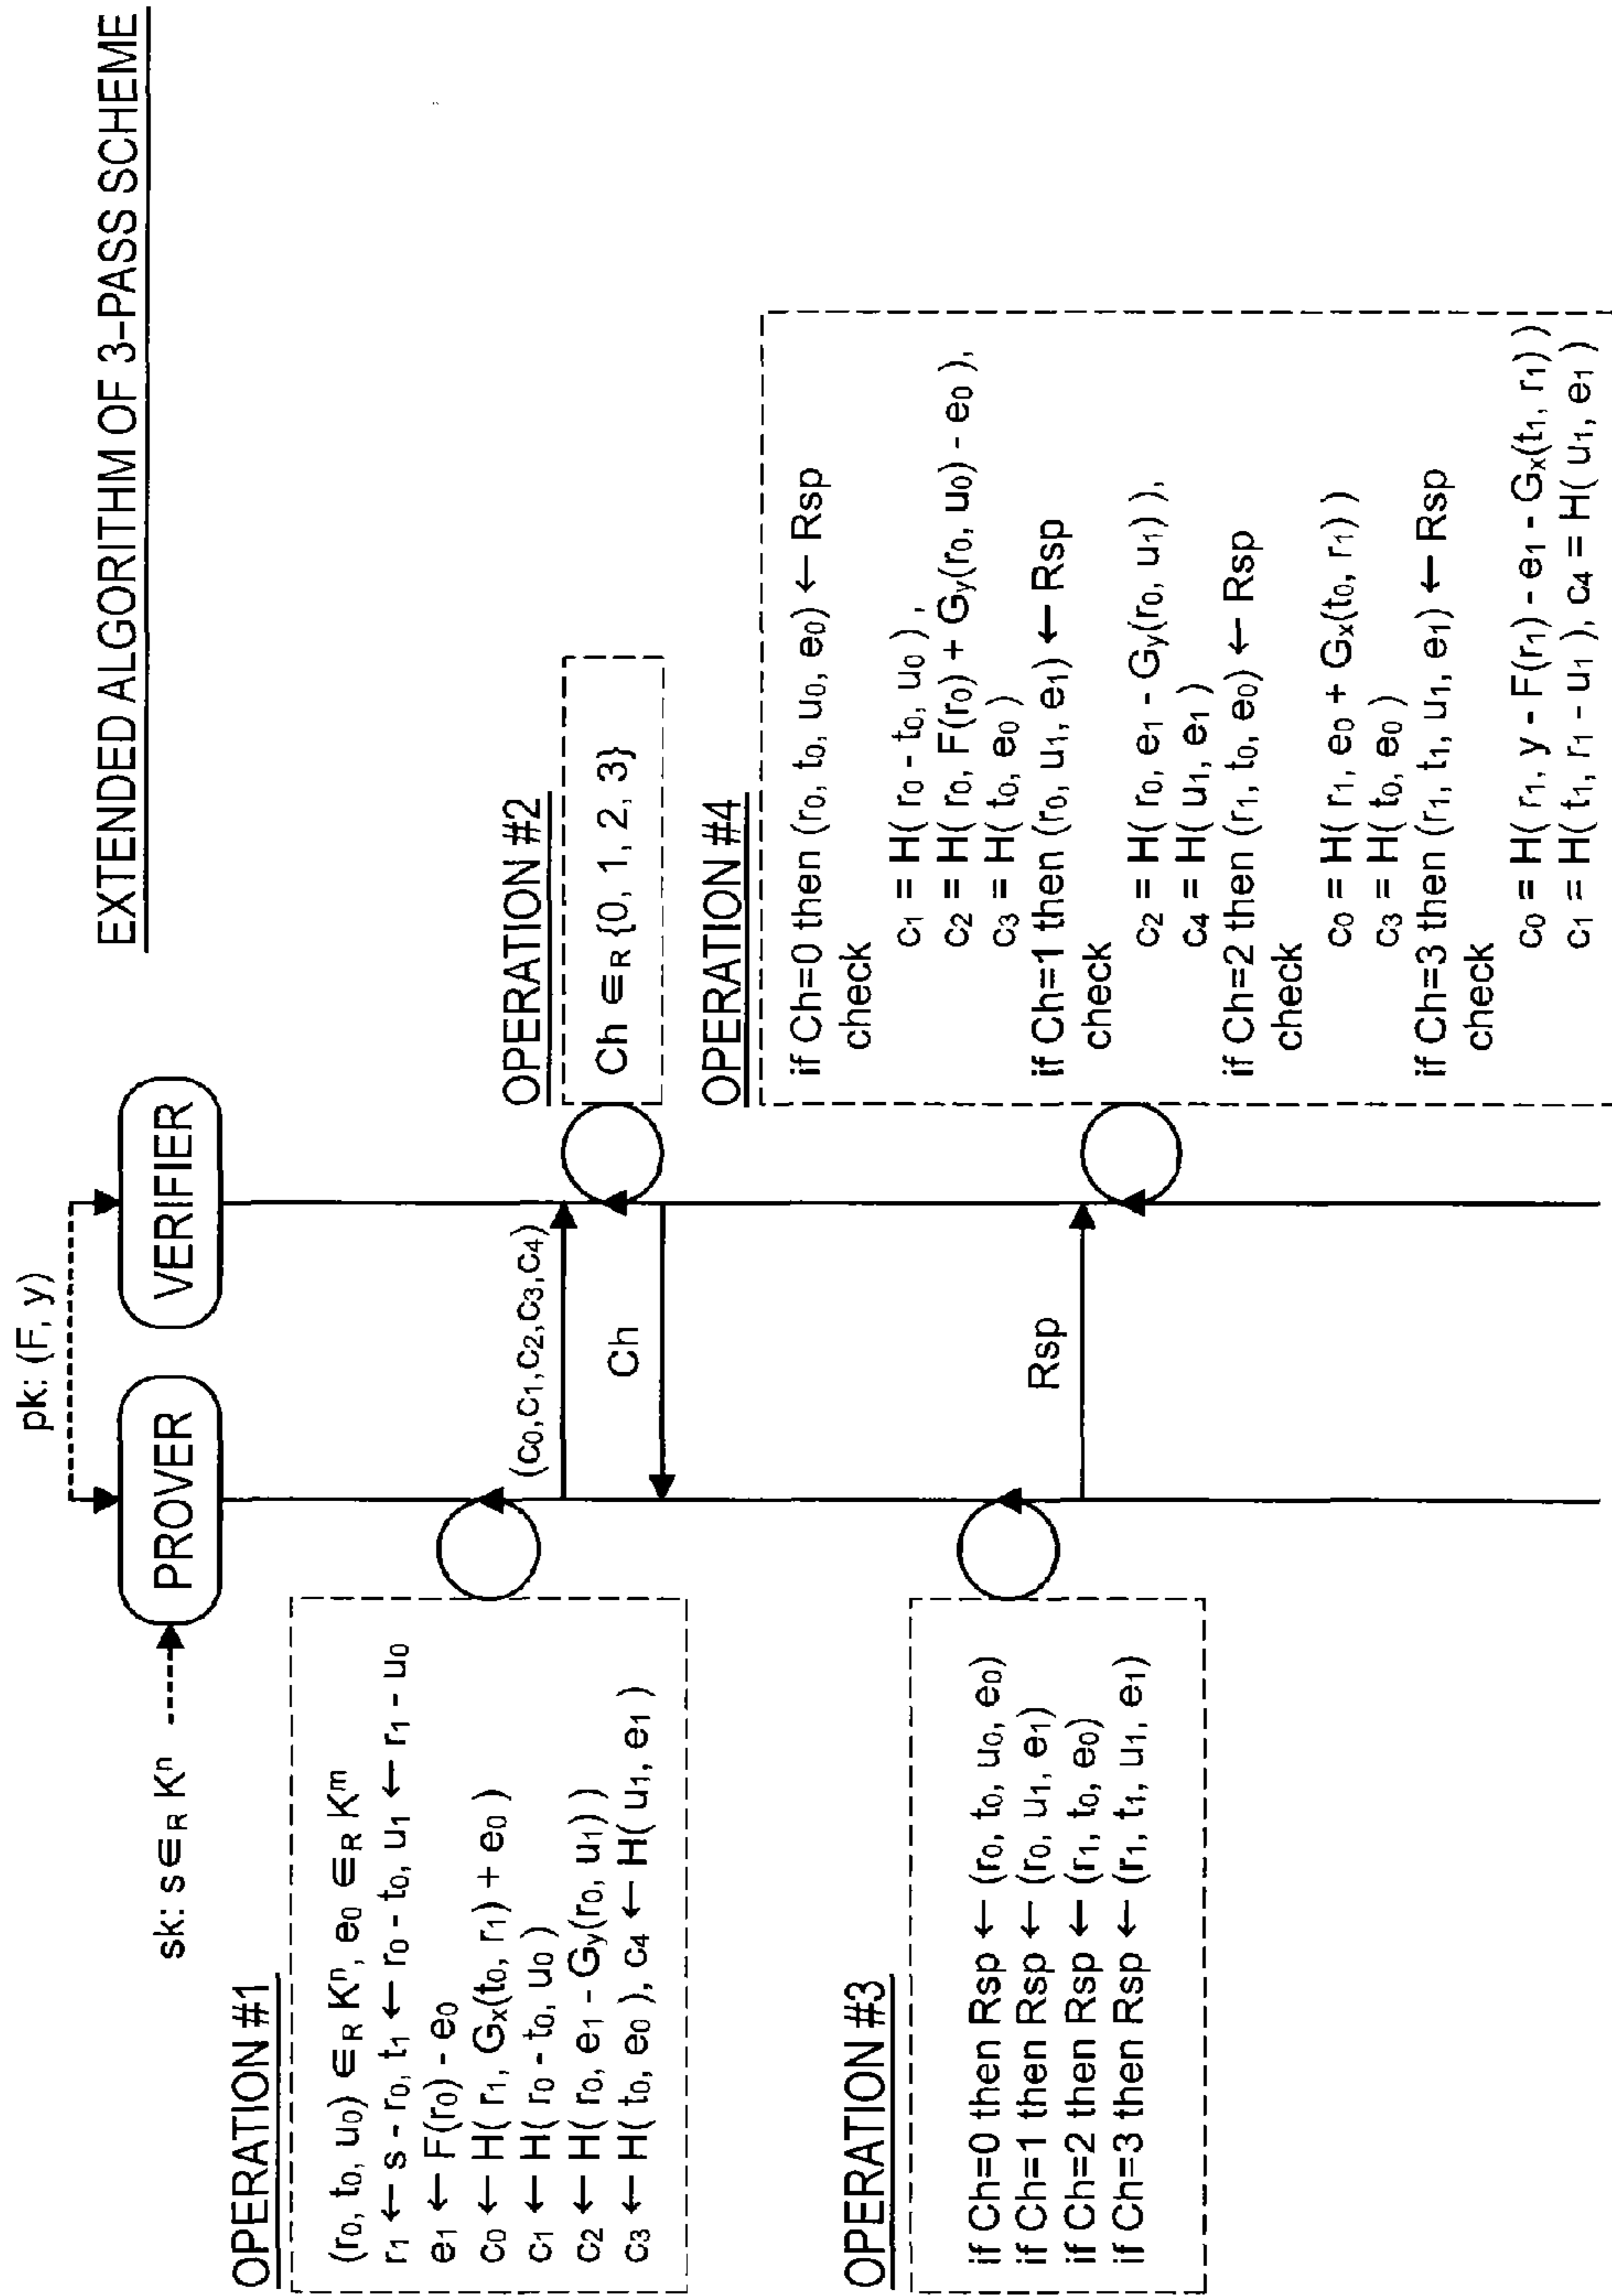 EXTENDED ALGORITHM OF 3-PASS SCHEME
pk: (F, y)
sk: s ∈R Kⁿ
PROVER
VERIFIER
OPERATION #1
(r₀, t₀, u₀) ∈R Kⁿ, e₀ ∈R Kᵐ
r₁ ← s - r₀, t₁ ← r₀ - t₀, u₁ ← r₁ - u₀
e₁ ← F(r₀) - e₀
c₀ ← H( r₁, Gx(t₀, r₁) + e₀ )
c₁ ← H( r₀ - t₀, u₀ )
c₂ ← H( r₀, e₁ - Gy(r₀, u₁) )
c₃ ← H( t₀, e₀ ), c₄ ← H( u₁, e₁ )
(c₀,c₁,c₂,c₃,c₄)
OPERATION #2
Ch ∈R {0, 1, 2, 3}
Ch
OPERATION #3
if Ch=0 then Rsp ← (r₀, t₀, u₀, e₀)
if Ch=1 then Rsp ← (r₀, u₁, e₁)
if Ch=2 then Rsp ← (r₁, t₀, e₀)
if Ch=3 then Rsp ← (r₁, t₁, u₁, e₁)
Rsp
OPERATION #4
if Ch=0 then (r₀, t₀, u₀, e₀) ← Rsp
check
c₁ = H( r₀ - t₀, u₀ ),
c₂ = H( r₀, F(r₀) + Gy(r₀, u₀) - e₀ ),
c₃ = H( t₀, e₀ )
if Ch=1 then (r₀, u₁, e₁) ← Rsp
check
c₂ = H( r₀, e₁ - Gy(r₀, u₁) ),
c₄ = H( u₁, e₁ )
if Ch=2 then (r₁, t₀, e₀) ← Rsp
check
c₀ = H( r₁, e₀ + Gx(t₀, r₁) )
c₃ = H( t₀, e₀ )
if Ch=3 then (r₁, t₁, u₁, e₁) ← Rsp
check
c₀ = H( r₁, y - F(r₁) - e₁ - Gx(t₁, r₁) )
c₁ = H( t₁, r₁ - u₁ ), c₄ = H( u₁, e₁ )